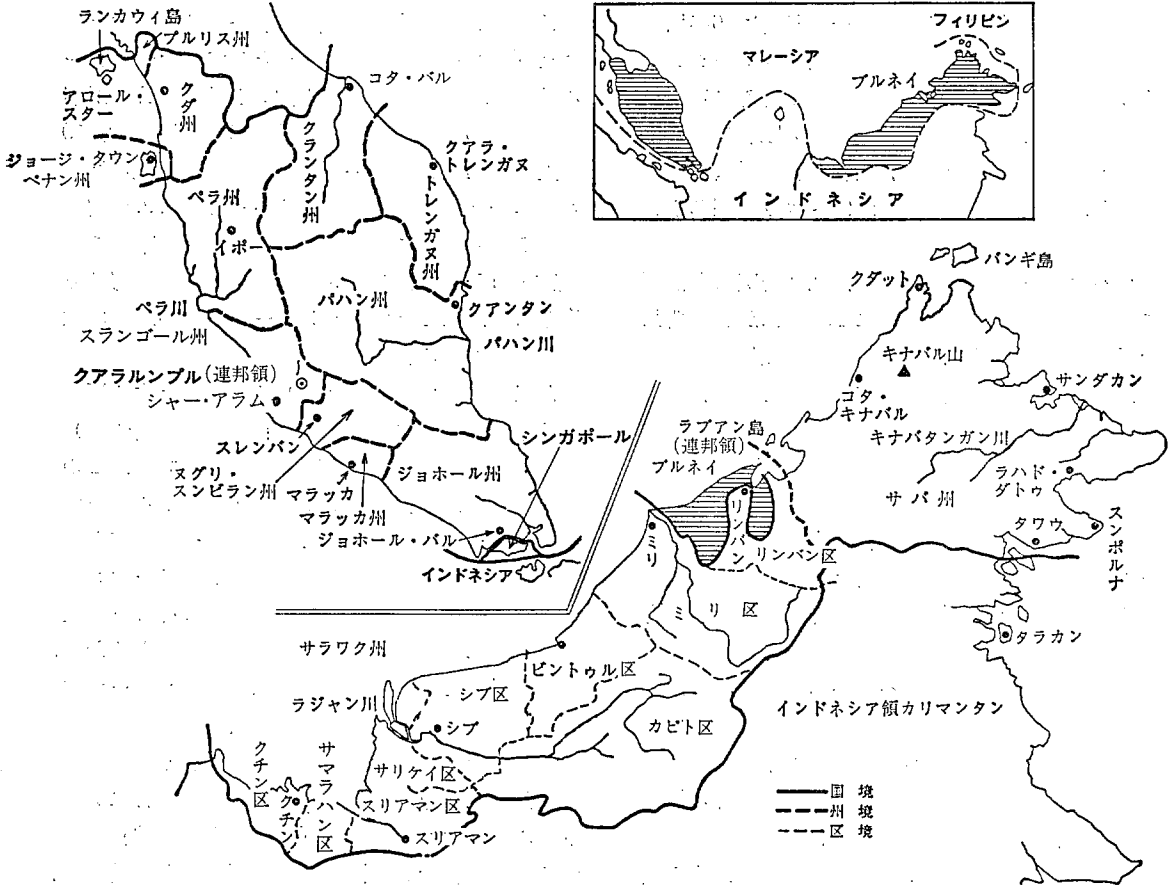 ランカウィ島
プルリス州
アロール・
スター
クダ州
コタ・バル
ジョージ・タウン
ペナン州
クランタン州
クアラ・
トレンガヌ
トレンガヌ州
ペラ州
イポー
ペラ川
スランゴール州
パハン州
クアンタン
パハン川
クアラルンプル(連邦領)
シャー・アラム
スレンバン
ヌグリ・
スンビラン州
マラッカ
マラッカ州
ジョホール州
シンガポール
ジョホール・バル
インドネシア
フィリピン
マレーシア
ブルネイ
インドネシア
バンギ島
クダット
キナバル山
コタ・
キナバル
サンダカン
キナバタンガン川
ラハド・
ダトゥ
サバ州
タワウ
スンポルナ
ラブアン島
(連邦領)
ブルネイ
リンバン
リンバン区
ミリ
ミリ区
タラカン
サラワク州
ビントゥル区
シブ区
ラジャン川
シブ
カピト区
インドネシア領カリマンタン
サリケイ区
クチン区
サマラハン区
クチン
スリアマン区
スリアマン
国境
州境
区境